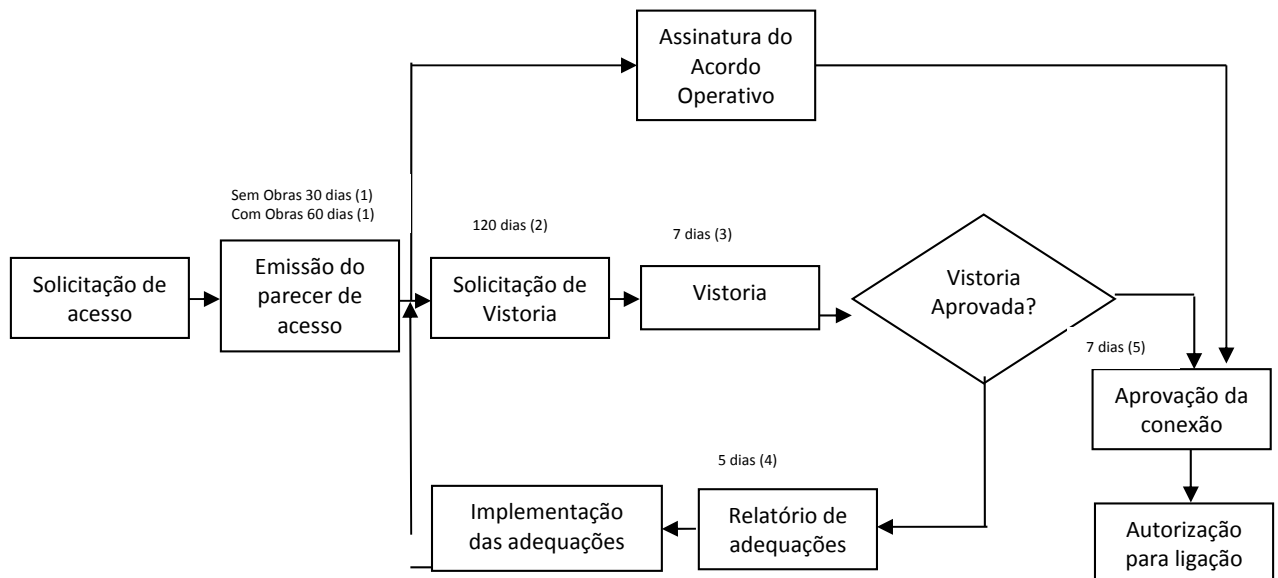 Assinatura do
Acordo
Operativo
Sem Obras 30 dias (1)
Com Obras 60 dias (1)
120 dias (2)
7 dias (3)
Solicitação de
acesso
Emissão do
parecer de
acesso
Solicitação de
Vistoria
Vistoria
Vistoria
Aprovada?
7 dias (5)
Aprovação da
conexão
5 dias (4)
Implementação
das adequações
Relatório de
adequações
Autorização
para ligação